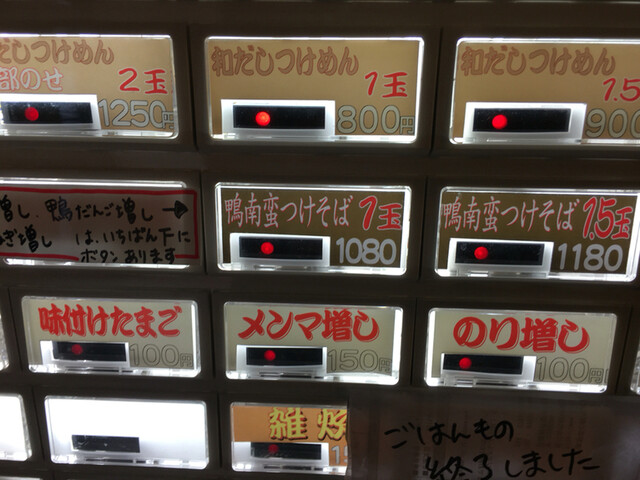 だしつけめん
部のせ 2玉
1250円
和だしつけめん
1玉
800円
和だしつけめん
1.5
900
増し、鴨だんご増し →
ぎ増し は、いちばん下に
ボタンあります
鴨南蛮つけそば 1玉
1080
鴨南蛮つけそば 1.5玉
1180
味付けたまご
100円
メンマ増し
150円
のり増し
100円
雑炊
1
ごはんもの
終了しました